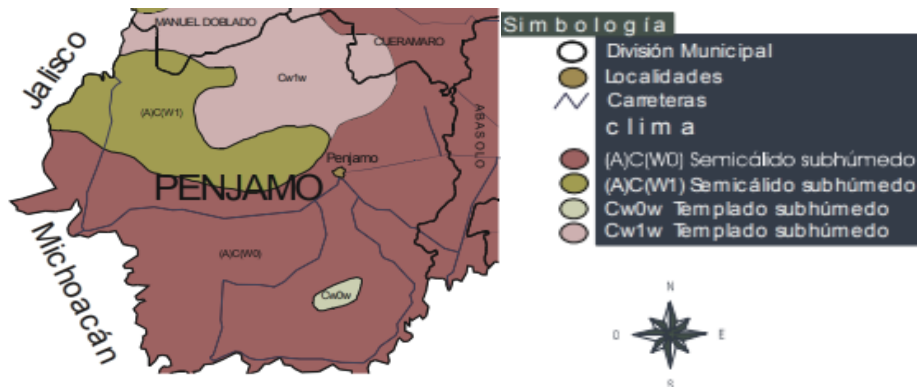 MANUEL DOBLADO
CUERAMARO
Jalisco
Cw1w
(A)C(W1)
ABASOLO
Penjamo
PENJAMO
(A)C(W0)
Cw0w
Michoacán
Simbología
División Municipal
Localidades
Carreteras
clima
(A)C(W0) Semicálido subhúmedo
(A)C(W1) Semicálido subhúmedo
Cw0w Templado subhúmedo
Cw1w Templado subhúmedo
N
O
E
S